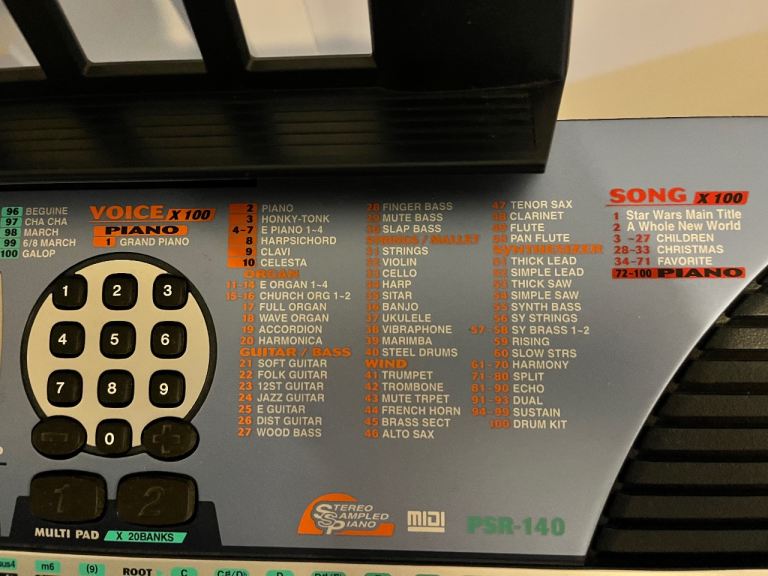 96 BEGUINE
97 CHA CHA
98 MARCH
99 6/8 MARCH
100 GALOP
VOICE X 100
PIANO
1 GRAND PIANO
2 PIANO
3 HONKY-TONK
4-7 E PIANO 1~4
8 HARPSICHORD
9 CLAVI
10 CELESTA
ORGAN
11-14 E ORGAN 1~4
15-16 CHURCH ORG 1~2
17 FULL ORGAN
18 WAVE ORGAN
19 ACCORDION
20 HARMONICA
GUITAR / BASS
21 SOFT GUITAR
22 FOLK GUITAR
23 12ST GUITAR
24 JAZZ GUITAR
25 E GUITAR
26 DIST GUITAR
27 WOOD BASS
28 FINGER BASS
29 MUTE BASS
30 SLAP BASS
STRINGS / MALLET
31 STRINGS
32 VIOLIN
33 CELLO
34 HARP
35 SITAR
36 BANJO
37 UKULELE
38 VIBRAPHONE
39 MARIMBA
40 STEEL DRUMS
WIND
41 TRUMPET
42 TROMBONE
43 MUTE TRPET
44 FRENCH HORN
45 BRASS SECT
46 ALTO SAX
47 TENOR SAX
48 CLARINET
49 FLUTE
50 PAN FLUTE
SYNTHESIZER
51 THICK LEAD
52 SIMPLE LEAD
53 THICK SAW
54 SIMPLE SAW
55 SYNTH BASS
56 SY STRINGS
57-58 SY BRASS 1~2
59 RISING
60 SLOW STRS
61-70 HARMONY
71-80 SPLIT
81-90 ECHO
91-93 DUAL
94-99 SUSTAIN
100 DRUM KIT
SONG X 100
1 Star Wars Main Title
2 A Whole New World
3 ~27 CHILDREN
28-33 CHRISTMAS
34-71 FAVORITE
72-100 PIANO
1 2 3
4 5 6
7 8 9
- 0 +
1 2
MULTI PAD X 20BANKS
STEREO
SAMPLED
PIANO
MIDI
PSR-140
sus4 m6 (9) ROOT C C#/D♭ D